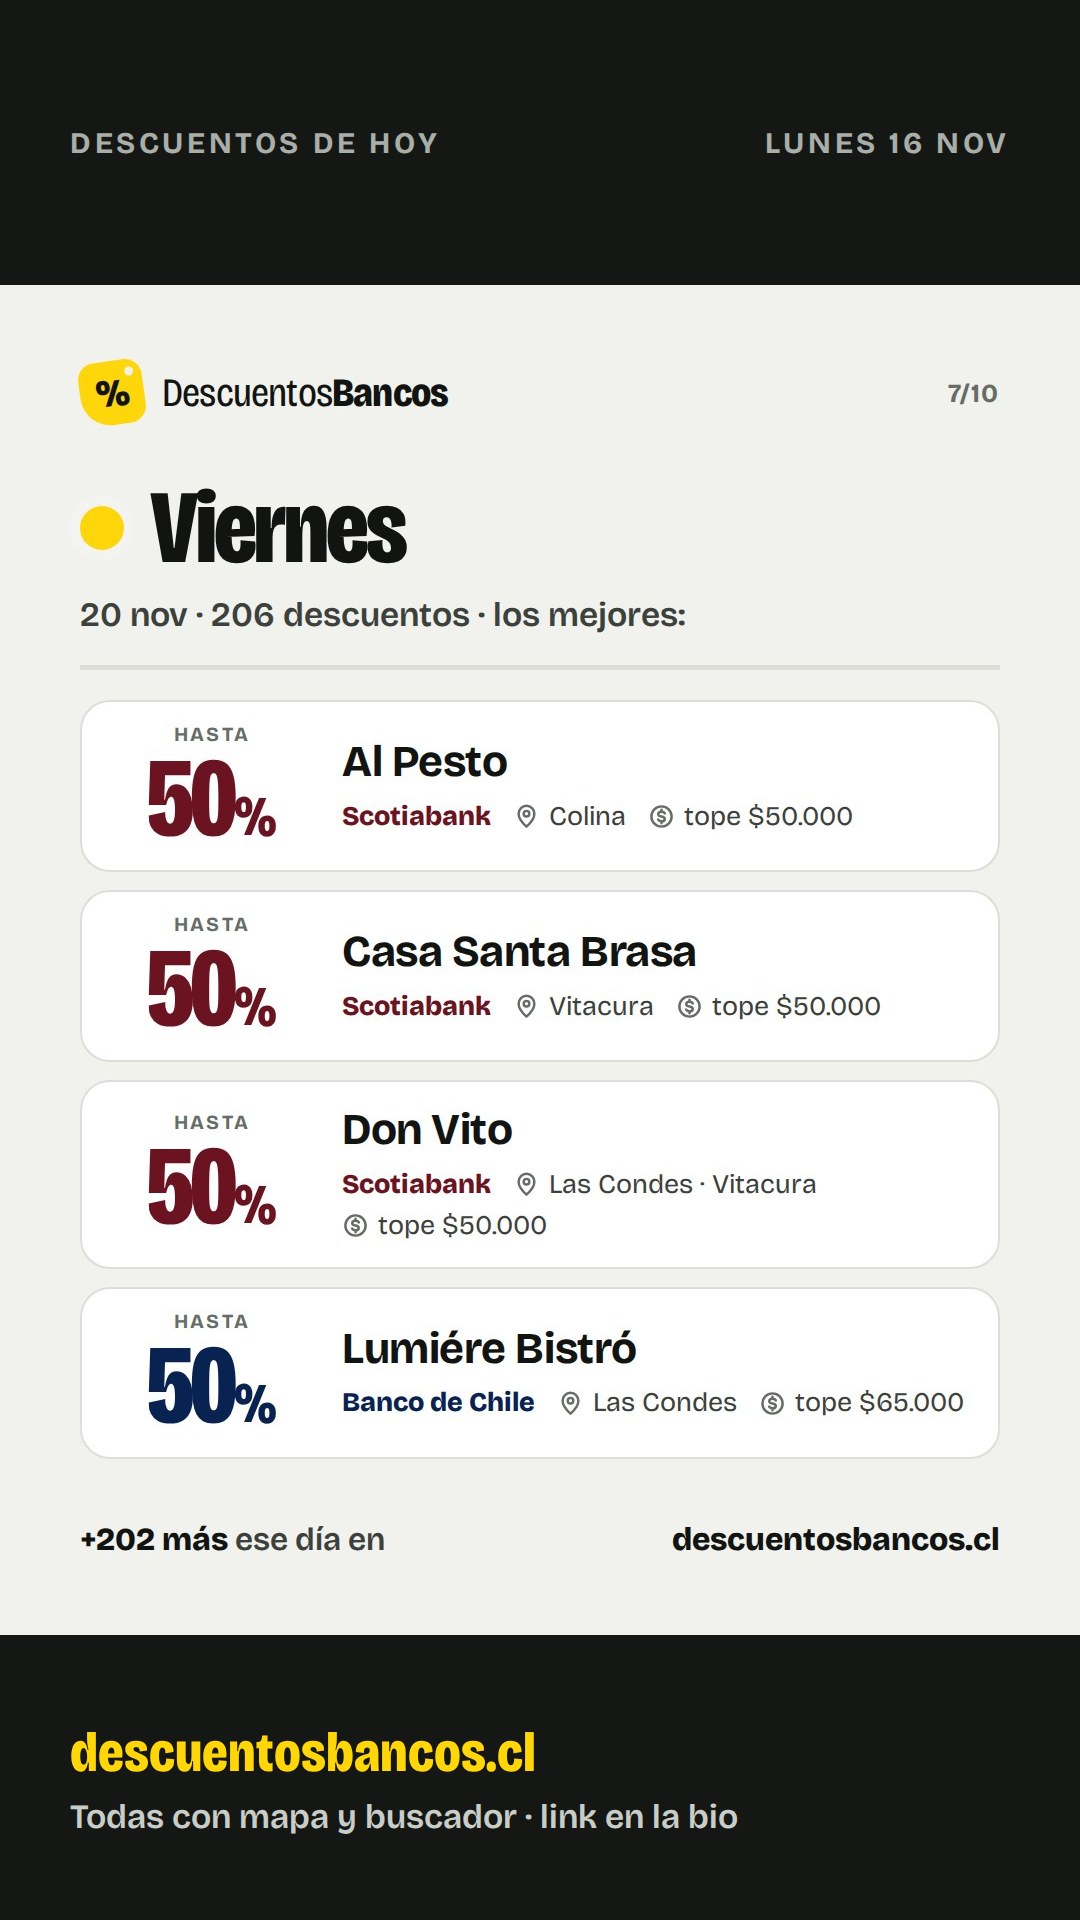 DESCUENTOS DE HOY
LUNES 16 NOV
%
DescuentosBancos
7/10
Viernes
20 nov · 206 descuentos · los mejores:
HASTA
50%
Al Pesto
Scotiabank Colina tope $50.000
HASTA
50%
Casa Santa Brasa
Scotiabank Vitacura tope $50.000
HASTA
50%
Don Vito
Scotiabank Las Condes · Vitacura
tope $50.000
HASTA
50%
Lumiére Bistró
Banco de Chile Las Condes tope $65.000
+202 más ese día en
descuentosbancos.cl
descuentosbancos.cl
Todas con mapa y buscador · link en la bio